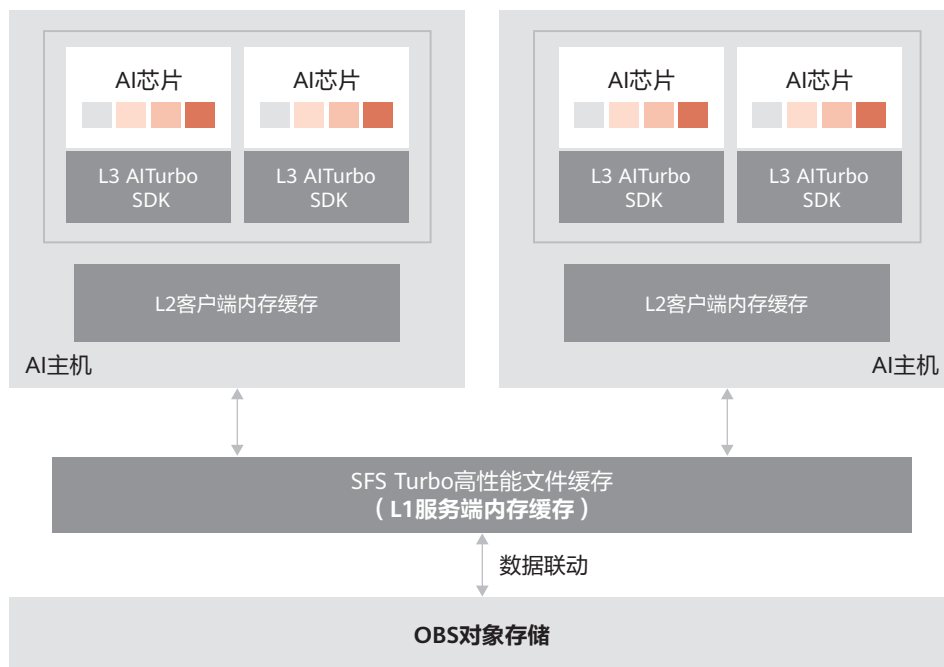 AI芯片
AI芯片
L3 AITurbo
SDK
L3 AITurbo
SDK
L2客户端内存缓存
AI主机
AI芯片
AI芯片
L3 AITurbo
SDK
L3 AITurbo
SDK
L2客户端内存缓存
AI主机
SFS Turbo高性能文件缓存
（L1服务端内存缓存）
数据联动
OBS对象存储